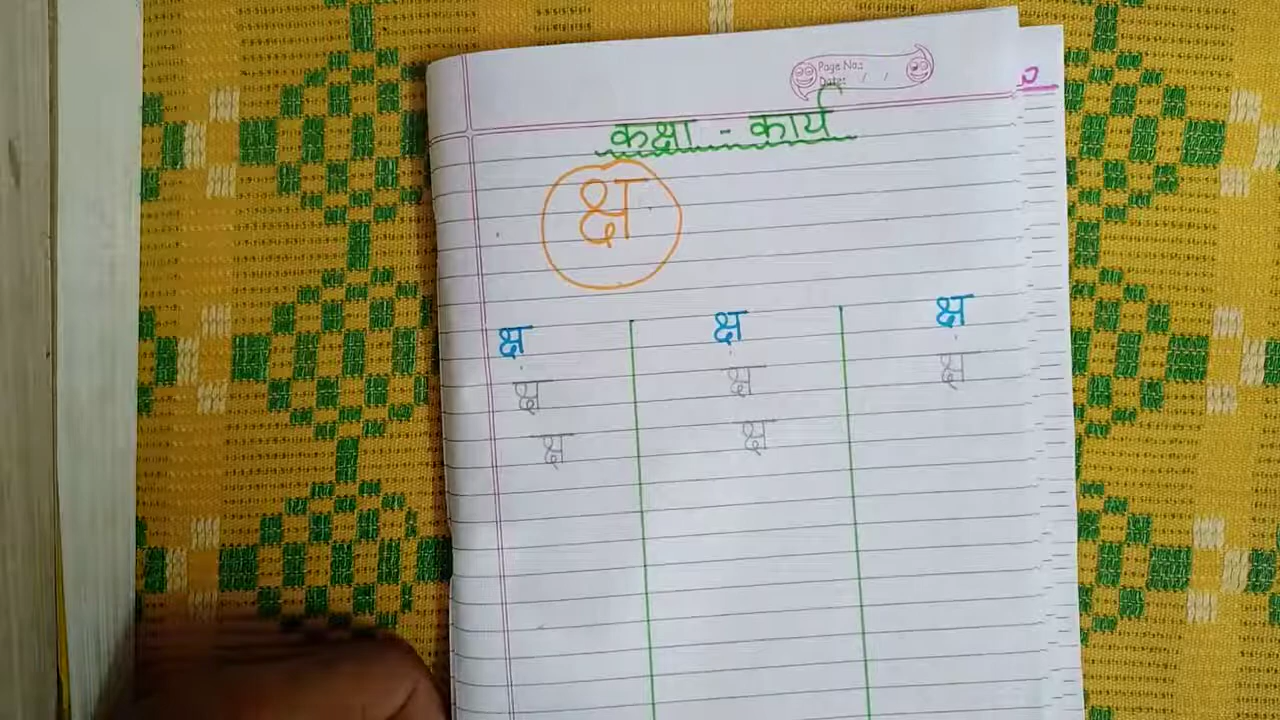 Page No.:
Date: / /
कक्षा - कार्य
क्ष
क्ष क्ष क्ष
क्ष क्ष क्ष
क्ष क्ष